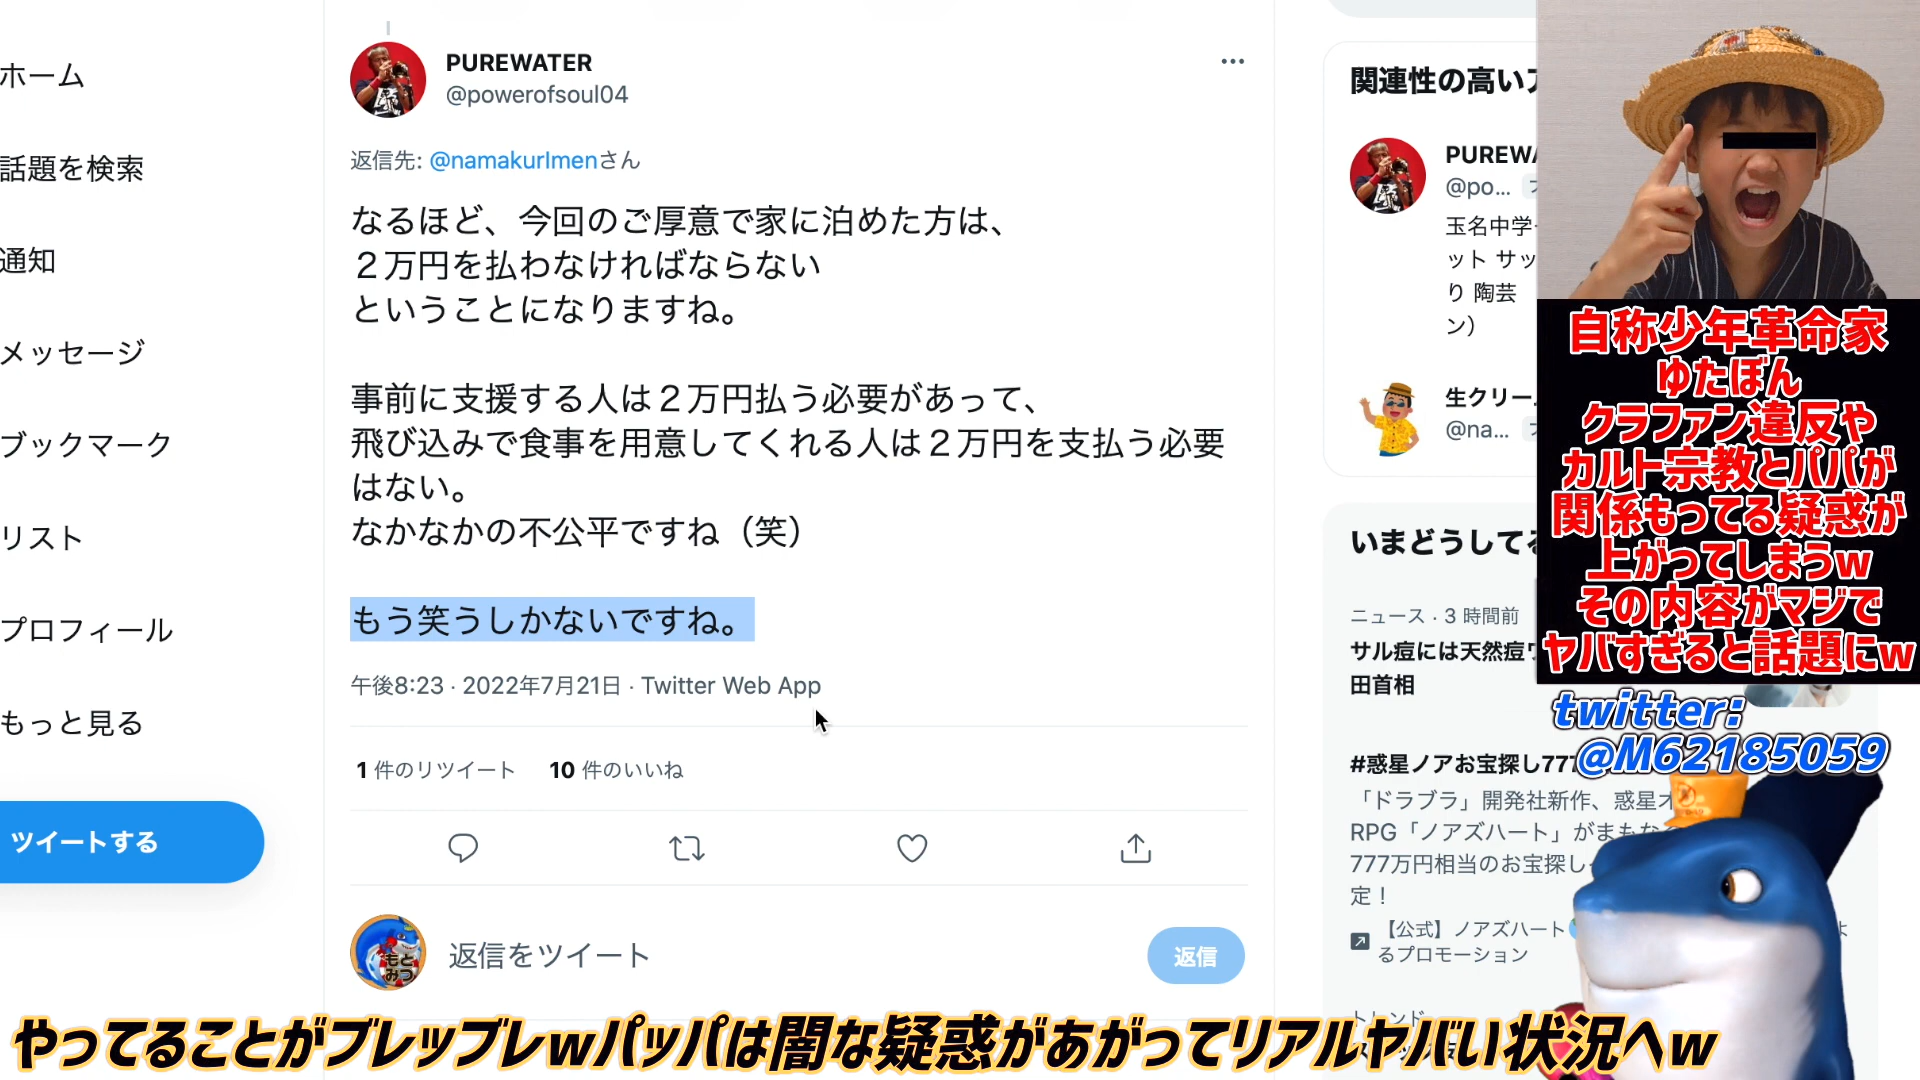 ホーム
話題を検索
通知
メッセージ
ブックマーク
リスト
プロフィール
もっと見る
ツイートする
PUREWATER
@powerofsoul04
返信先: @namakurlmenさん
なるほど、今回のご厚意で家に泊めた方は、
２万円を払わなければならない
ということになりますね。
事前に支援する人は２万円払う必要があって、
飛び込みで食事を用意してくれる人は２万円を支払う必要
はない。
なかなかの不公平ですね（笑）
もう笑うしかないですね。
午後8:23 · 2022年7月21日 · Twitter Web App
1 件のリツイート 10 件のいいね
もと
みつ
返信をツイート
返信
関連性の高い
PUREW
@po...
玉名中学
ット サッ
り 陶芸
ン）
生クリー
@na...
いまどうしてる
ニュース · 3 時間前
サル痘には天然痘ワ
田首相
#惑星ノアお宝探し777
「ドラブラ」開発社新作、惑星オ
RPG「ノアズハート」がまもな
777万円相当のお宝探し
定！
【公式】ノアズハート
るプロモーション
トレンド
自称少年革命家
ゆたぼん
クラファン違反や
カルト宗教とパパが
関係もってる疑惑が
上がってしまうw
その内容がマジで
ヤバすぎると話題にw
twitter:
@M62185059
やってることがブレッブレwパッパは闇な疑惑があがってリアルヤバい状況へw